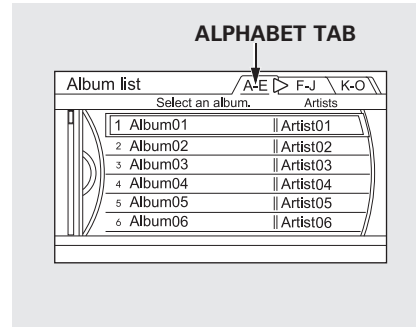 ALPHABET TAB
Album list A-E F-J K-O
Select an album. Artists
1 Album01 Artist01
2 Album02 Artist02
3 Album03 Artist03
4 Album04 Artist04
5 Album05 Artist05
6 Album06 Artist06